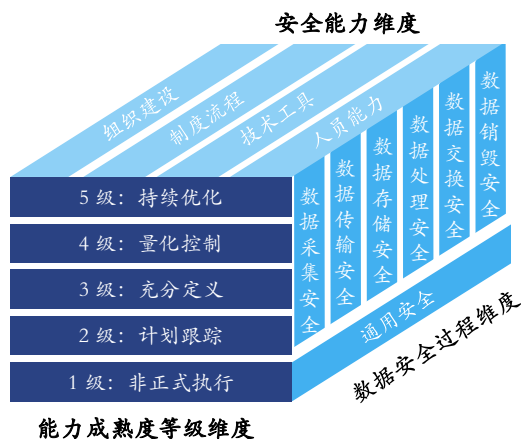 安全能力维度
组织建设
制度流程
技术工具
人员能力
5 级：持续优化
4 级：量化控制
3 级：充分定义
2 级：计划跟踪
1 级：非正式执行
数据采集安全
数据传输安全
数据存储安全
数据处理安全
数据交换安全
数据销毁安全
通用安全
数据安全过程维度
能力成熟度等级维度